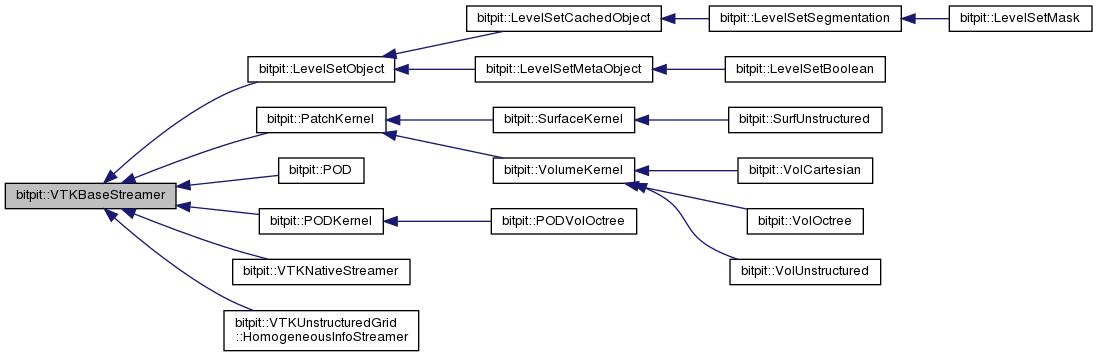 bitpit::LevelSetCachedObject
bitpit::LevelSetSegmentation
bitpit::LevelSetMask
bitpit::LevelSetObject
bitpit::LevelSetMetaObject
bitpit::LevelSetBoolean
bitpit::PatchKernel
bitpit::SurfaceKernel
bitpit::SurfUnstructured
bitpit::POD
bitpit::VolumeKernel
bitpit::VolCartesian
bitpit::VTKBaseStreamer
bitpit::PODKernel
bitpit::PODVolOctree
bitpit::VolOctree
bitpit::VTKNativeStreamer
bitpit::VolUnstructured
bitpit::VTKUnstructuredGrid
::HomogeneousInfoStreamer